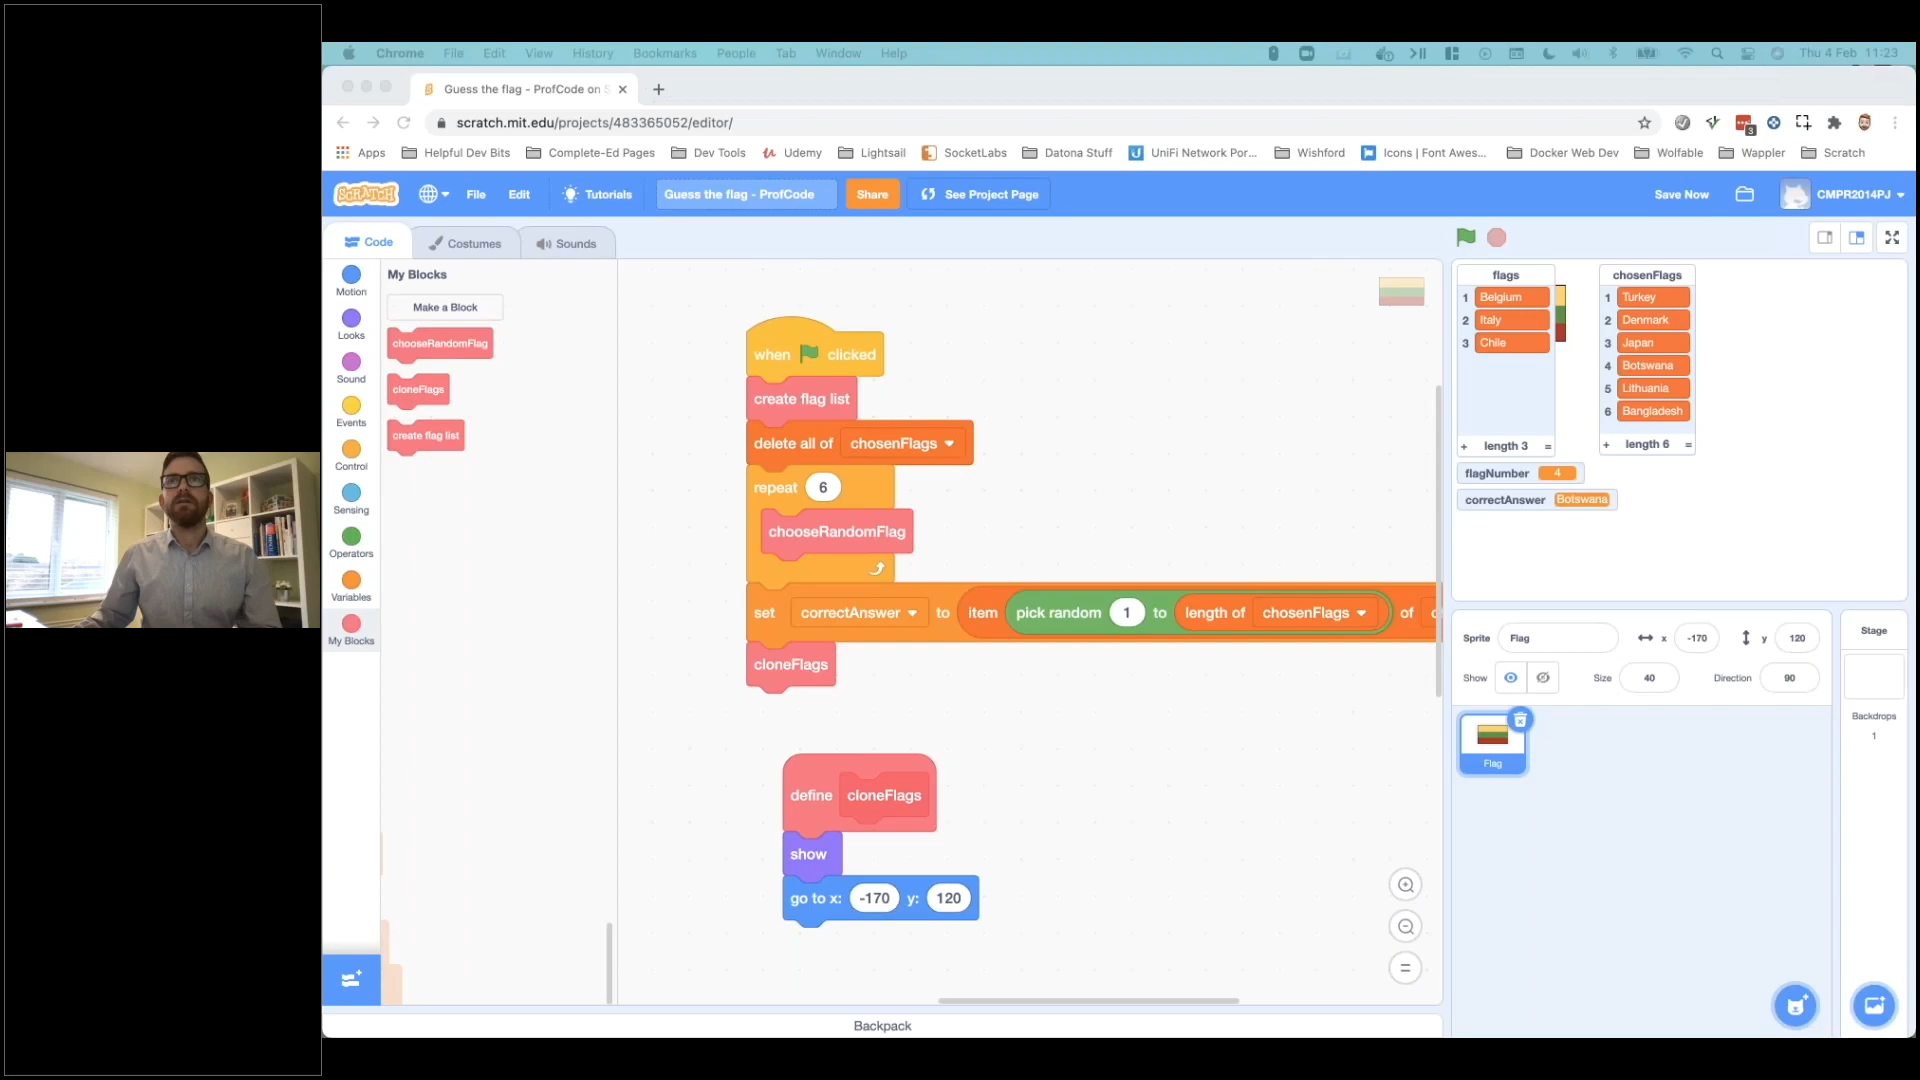 Chrome File Edit View History Bookmarks People Tab Window Help Thu 4 Feb 11:23
Guess the flag - ProfCode on S
scratch.mit.edu/projects/483365052/editor/
3
Apps Helpful Dev Bits Complete-Ed Pages Dev Tools Udemy Lightsail SocketLabs Datona Stuff UniFi Network Por... Wishford Icons | Font Awes... Docker Web Dev Wolfable Wappler Scratch
SCRATCH File Edit Tutorials Guess the flag - ProfCode Share See Project Page Save Now CMPR2014PJ
Code Costumes Sounds
Motion
Looks
Sound
Events
Control
Sensing
Operators
Variables
My Blocks
My Blocks
Make a Block
chooseRandomFlag
cloneFlags
create flag list
when clicked
create flag list
delete all of chosenFlags
repeat 6
chooseRandomFlag
set correctAnswer to item pick random 1 to length of chosenFlags of
cloneFlags
define cloneFlags
show
go to x: -170 y: 120
flags
1 Belgium
2 Italy
3 Chile
+ length 3 =
chosenFlags
1 Turkey
2 Denmark
3 Japan
4 Botswana
5 Lithuania
6 Bangladesh
+ length 6 =
flagNumber 4
correctAnswer Botswana
Sprite Flag x -170 y 120
Show Size 40 Direction 90
Flag
Stage
Backdrops
1
Backpack